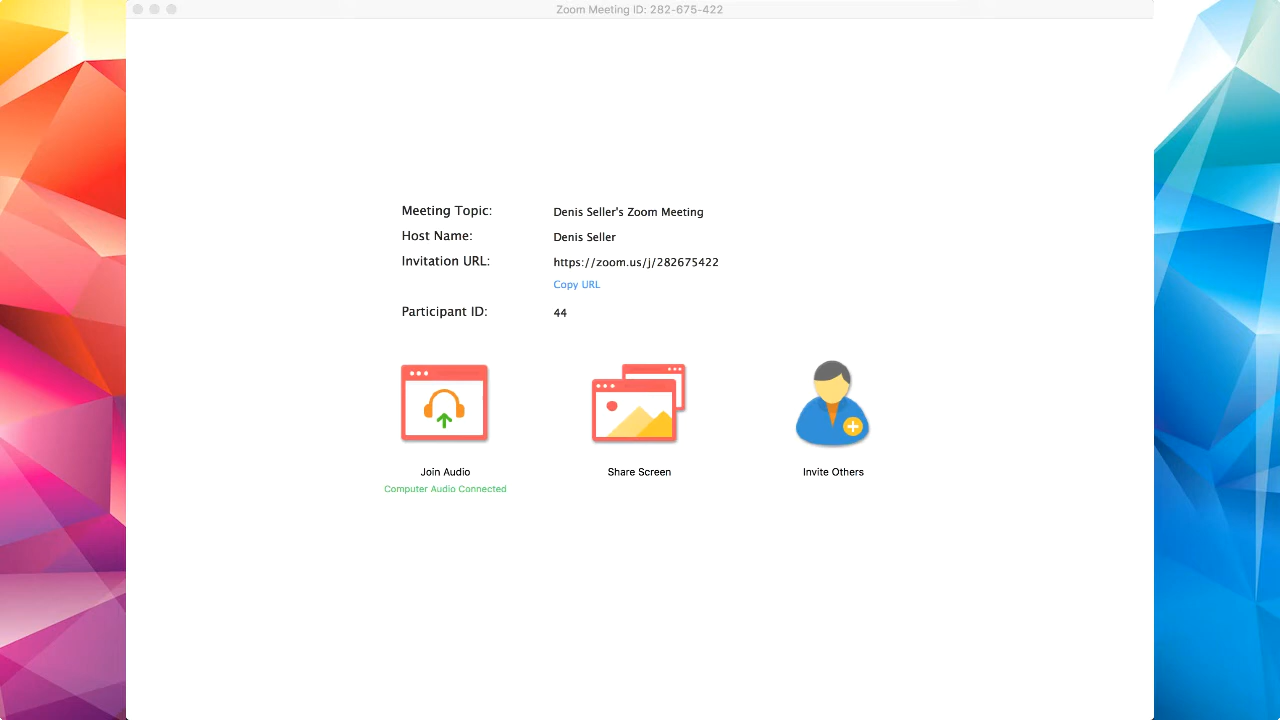 Zoom Meeting ID: 282-675-422
Meeting Topic: Denis Seller's Zoom Meeting
Host Name: Denis Seller
Invitation URL: https://zoom.us/j/282675422
Copy URL
Participant ID: 44
Join Audio Share Screen Invite Others
Computer Audio Connected